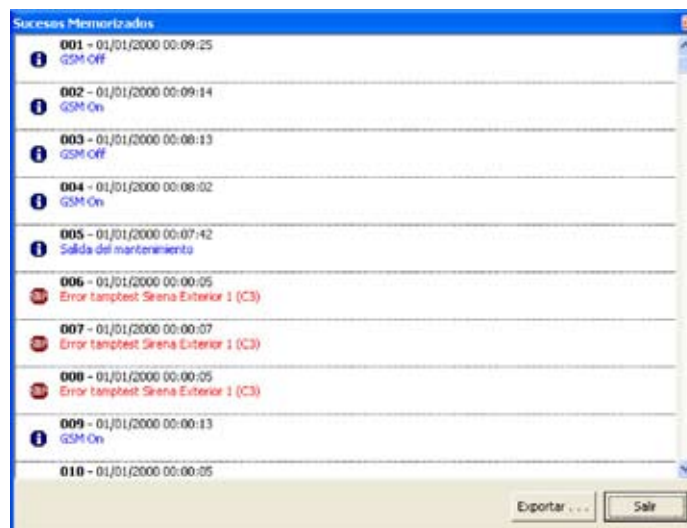 Sucesos Memorizados
001 - 01/01/2000 00:09:25
GSM Off
002 - 01/01/2000 00:09:14
GSM On
003 - 01/01/2000 00:08:13
GSM Off
004 - 01/01/2000 00:08:02
GSM On
005 - 01/01/2000 00:07:42
Salida del mantenimiento
006 - 01/01/2000 00:00:05
Error tamptest Sirena Exterior 1 (C3)
007 - 01/01/2000 00:00:07
Error tamptest Sirena Exterior 1 (C3)
008 - 01/01/2000 00:00:05
Error tamptest Sirena Exterior 1 (C3)
009 - 01/01/2000 00:00:13
GSM On
010 - 01/01/2000 00:00:05
Exportar . . .
Salir